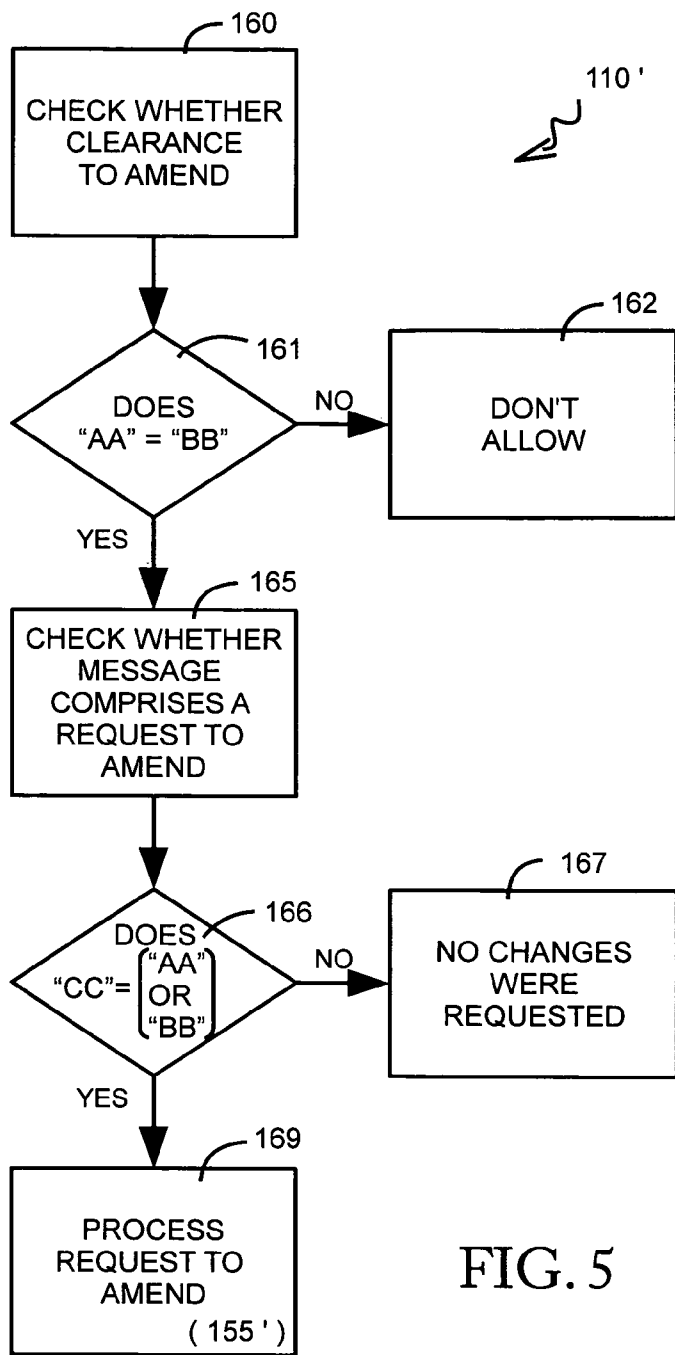 160
CHECK WHETHER
CLEARANCE
TO AMEND
110 '
161
DOES
“AA” = “BB”
NO
162
DON'T
ALLOW
YES
165
CHECK WHETHER
MESSAGE
COMPRISES A
REQUEST TO
AMEND
166
DOES
“CC”=
“AA”
OR
“BB”
NO
167
NO CHANGES
WERE
REQUESTED
YES
169
PROCESS
REQUEST TO
AMEND
( 155 ' )
FIG. 5